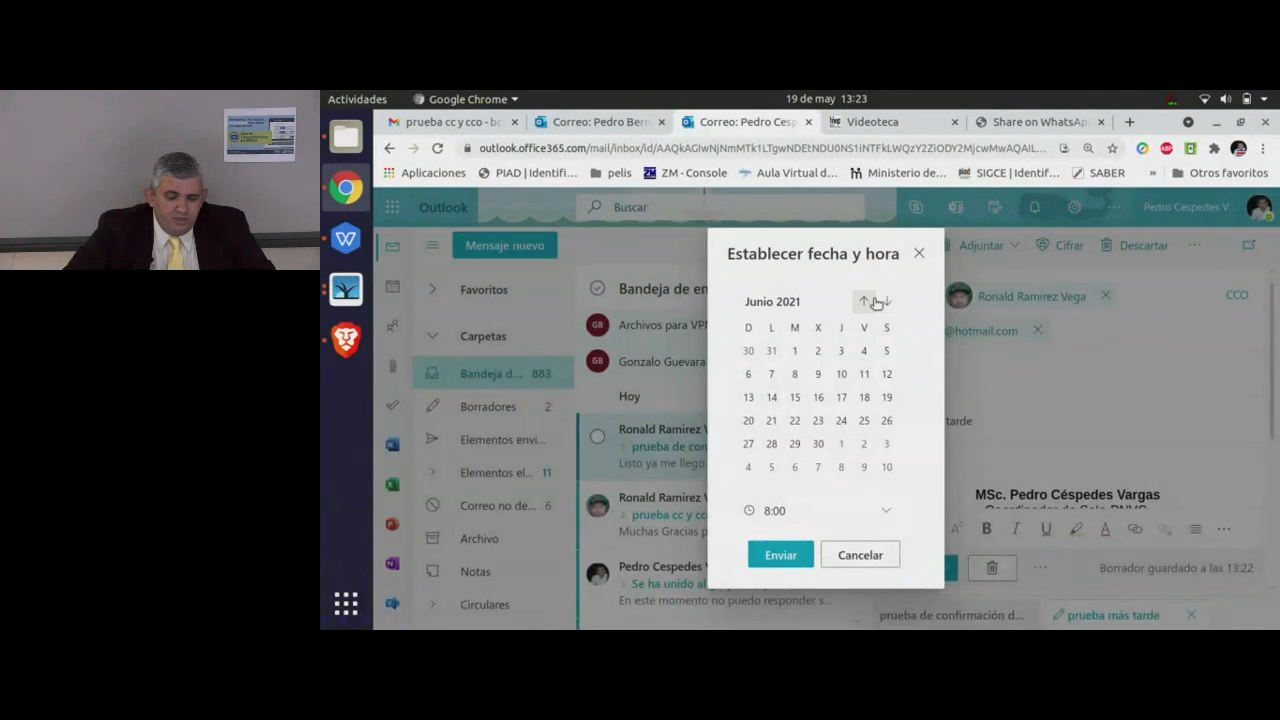 Actividades
Google Chrome
19 de may 13:23
prueba cc y cco - bc
Correo: Pedro Bern
Correo: Pedro Cesp
Videoteca
Share on WhatsAp
outlook.office365.com/mail/inbox/id/
Aplicaciones
PIAD | Identifi...
pelis
ZM - Console
Aula Virtual d...
Ministerio de...
SIGCE | Identif...
SABER
Otros favoritos
Outlook
Buscar
Pedro Cespedes V...
Mensaje nuevo
Adjuntar
Cifrar
Descartar
Favoritos
Carpetas
Bandeja d... 883
Borradores 2
Elementos envi...
Elementos el... 11
Correo no de... 6
Archivo
Notas
Circulares
Bandeja de en
GB
Archivos para VPN
GB
Gonzalo Guevara
Hoy
Ronald Ramirez V
prueba de con
Listo ya me llego
Ronald Ramirez V
prueba cc y cco
Muchas Gracias p
Pedro Cespedes V
Se ha unido al g
En este momento no puedo responder s...
Establecer fecha y hora
Junio 2021
D L M X J V S
30 31 1 2 3 4 5
6 7 8 9 10 11 12
13 14 15 16 17 18 19
20 21 22 23 24 25 26
27 28 29 30 1 2 3
4 5 6 7 8 9 10
8:00
Enviar
Cancelar
Ronald Ramirez Vega
CCO
@hotmail.com
tarde
MSc. Pedro Céspedes Vargas
B I U A
Borrador guardado a las 13:22
prueba de confirmación d...
prueba más tarde